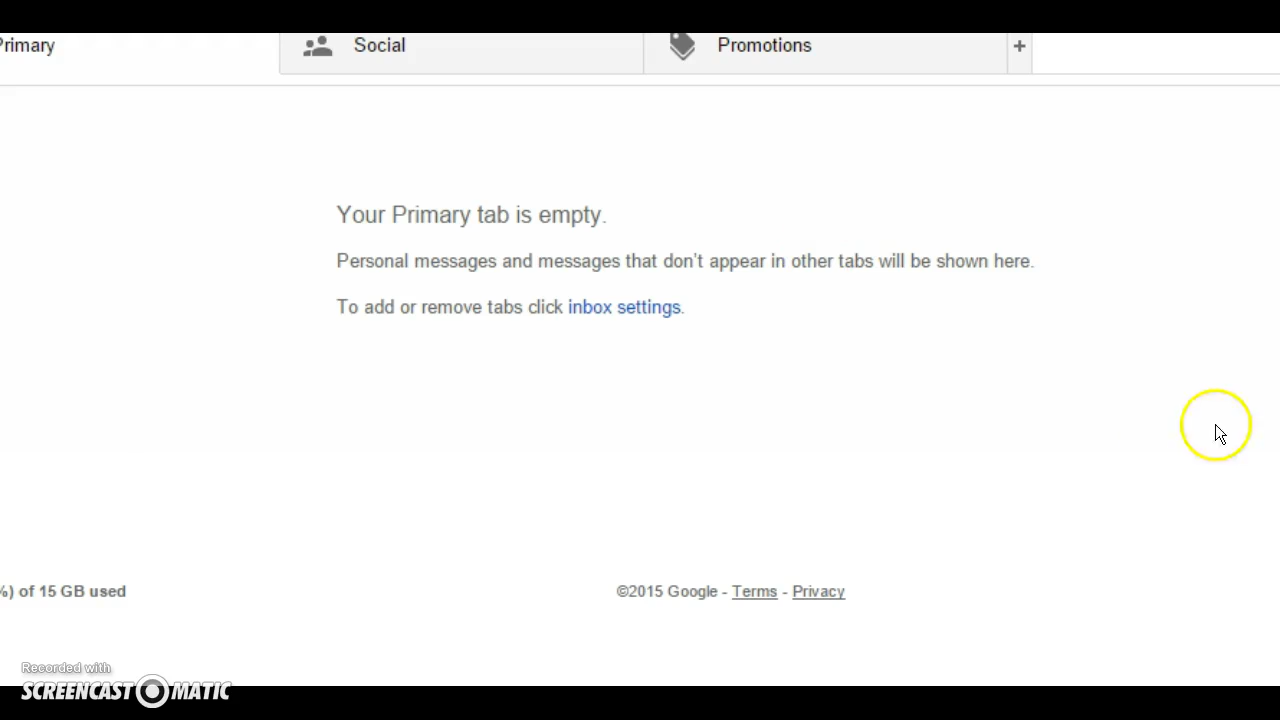 Primary
Social
Promotions
+
Your Primary tab is empty.
Personal messages and messages that don't appear in other tabs will be shown here.
To add or remove tabs click inbox settings.
%) of 15 GB used
©2015 Google - Terms - Privacy
Recorded with
SCREENCAST MATIC